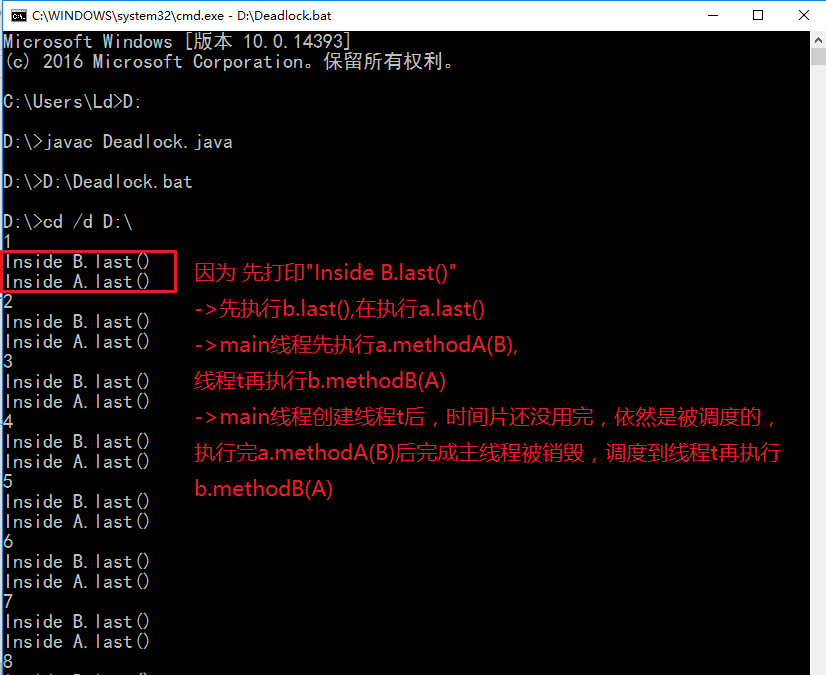 C:\WINDOWS\system32\cmd.exe - D:\Deadlock.bat
Microsoft Windows [版本 10.0.14393]
(c) 2016 Microsoft Corporation。保留所有权利。
C:\Users\Ld>D:
D:\>javac Deadlock.java
D:\>D:\Deadlock.bat
D:\>cd /d D:\
1
Inside B.last()
Inside A.last()
2
Inside B.last()
Inside A.last()
3
Inside B.last()
Inside A.last()
4
Inside B.last()
Inside A.last()
5
Inside B.last()
Inside A.last()
6
Inside B.last()
Inside A.last()
7
Inside B.last()
Inside A.last()
8
因为 先打印"Inside B.last()"
->先执行b.last(),在执行a.last()
->main线程先执行a.methodA(B),
线程t再执行b.methodB(A)
->main线程创建线程t后，时间片还没用完，依然是被调度的，
执行完a.methodA(B)后完成主线程被销毁，调度到线程t再执行
b.methodB(A)